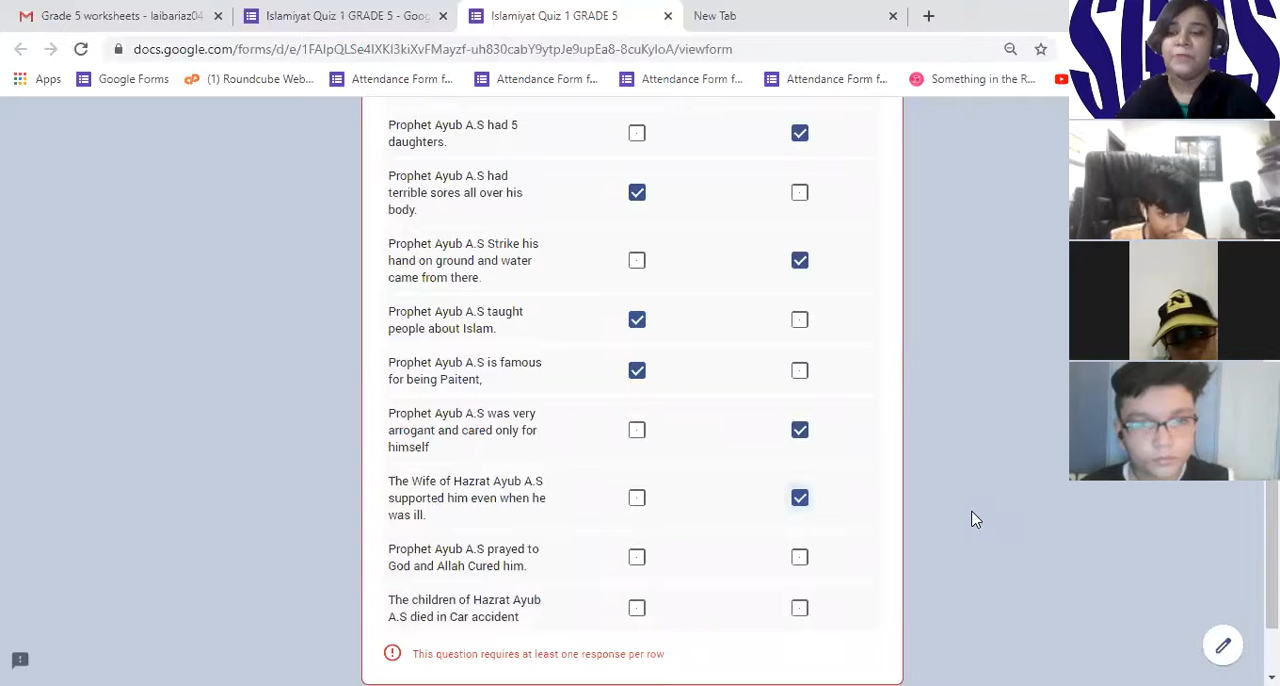 Grade 5 worksheets - laibariaz04
Islamiyat Quiz 1 GRADE 5 - Goog
Islamiyat Quiz 1 GRADE 5
New Tab
docs.google.com/forms/d/e/1FAIpQLSe4IXKI3kiXvFMayzf-uh830cabY9ytpJe9upEa8-8cuKyIoA/viewform
Apps
Google Forms
(1) Roundcube Web...
Attendance Form f...
Attendance Form f...
Attendance Form f...
Attendance Form f...
Something in the R...
Prophet Ayub A.S had 5
daughters.
Prophet Ayub A.S had
terrible sores all over his
body.
Prophet Ayub A.S Strike his
hand on ground and water
came from there.
Prophet Ayub A.S taught
people about Islam.
Prophet Ayub A.S is famous
for being Paitent,
Prophet Ayub A.S was very
arrogant and cared only for
himself
The Wife of Hazrat Ayub A.S
supported him even when he
was ill.
Prophet Ayub A.S prayed to
God and Allah Cured him.
The children of Hazrat Ayub
A.S died in Car accident
This question requires at least one response per row